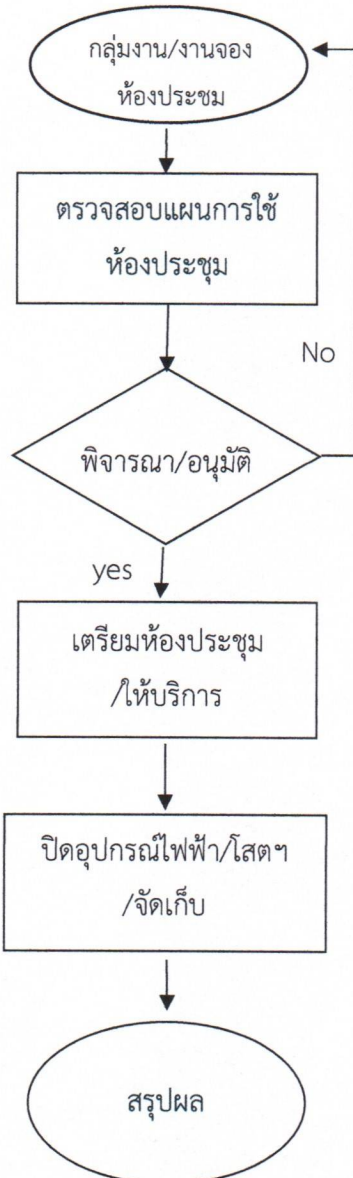 กลุ่มงาน/งานจอง
ห้องประชม
ตรวจสอบแผนการใช้
ห้องประชุม
No
พิจารณา/อนุมัติ
yes
เตรียมห้องประชุม
/ให้บริการ
ปิดอุปกรณ์ไฟฟ้า/โสตฯ
/จัดเก็บ
สรุปผล